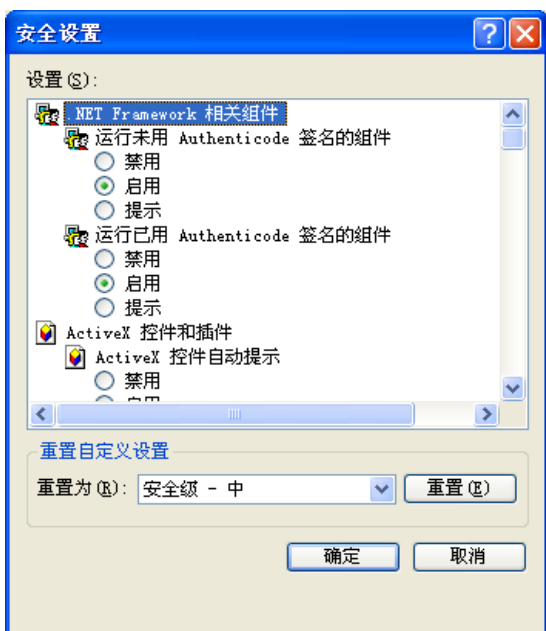 安全设置
设置(S):
.NET Framework 相关组件
运行未用 Authenticode 签名的组件
禁用
启用
提示
运行已用 Authenticode 签名的组件
禁用
启用
提示
ActiveX 控件和插件
ActiveX 控件自动提示
禁用
重置自定义设置
重置为(R): 安全级 - 中 重置(E)
确定 取消